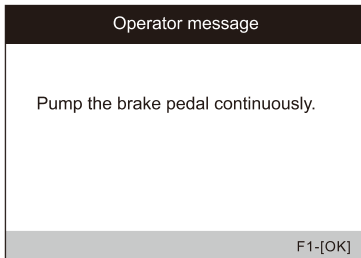 Operator message
Pump the brake pedal continuously.
F1-[OK]